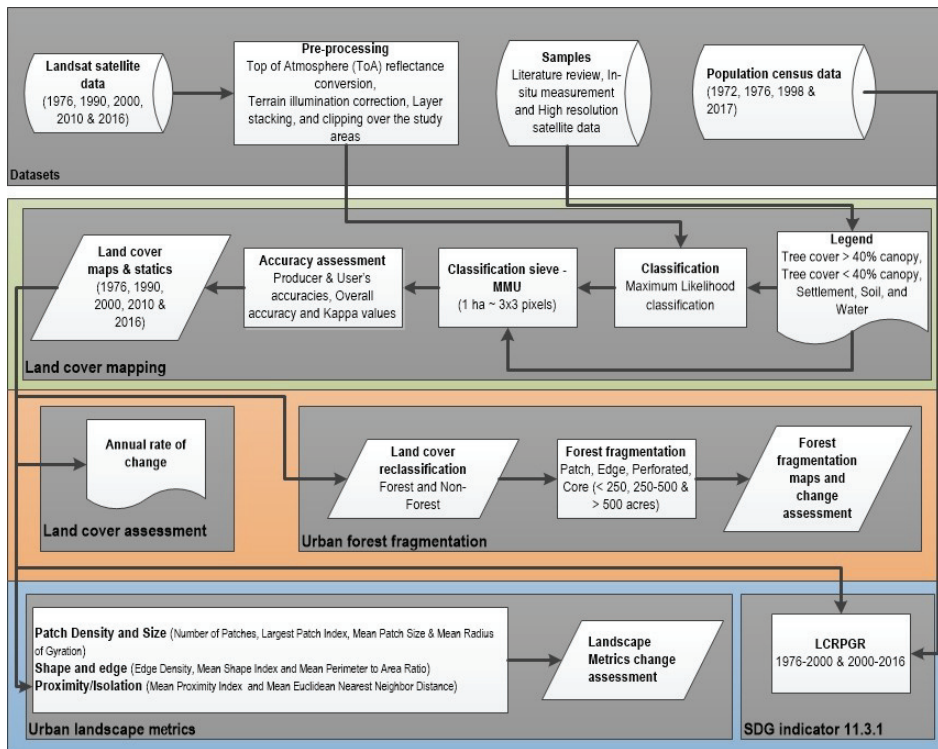 Landsat satellite
data
(1976, 1990, 2000,
2010 & 2016)
Pre-processing
Top of Atmosphere (ToA) reflectance
conversion,
Terrain illumination correction, Layer
stacking, and clipping over the study
areas
Samples
Literature review, In-
situ measurement
and High resolution
satellite data
Population census data
(1972, 1976, 1998 &
2017)
Datasets
Land cover
maps & statics
(1976, 1990,
2000, 2010 &
2016)
Accuracy assessment
Producer & User's
accuracies, Overall
accuracy and Kappa values
Classification sieve -
MMU
(1 ha ~ 3x3 pixels)
Classification
Maximum Likelihood
classification
Legend
Tree cover > 40% canopy,
Tree cover < 40% canopy,
Settlement, Soil, and
Water
Land cover mapping
Annual rate of
change
Land cover assessment
Land cover
reclassification
Forest and Non-
Forest
Forest fragmentation
Patch, Edge, Perforated,
Core (< 250, 250-500 &
> 500 acres)
Forest
fragmentation
maps and
change
assessment
Urban forest fragmentation
Patch Density and Size (Number of Patches, Largest Patch Index, Mean Patch Size & Mean Radius
of Gyration)
Shape and edge (Edge Density, Mean Shape Index and Mean Perimeter to Area Ratio)
Proximity/Isolation (Mean Proximity Index and Mean Euclidean Nearest Neighbor Distance)
Landscape
Metrics change
assessment
Urban landscape metrics
LCRPGR
1976-2000 & 2000-2016
SDG indicator 11.3.1